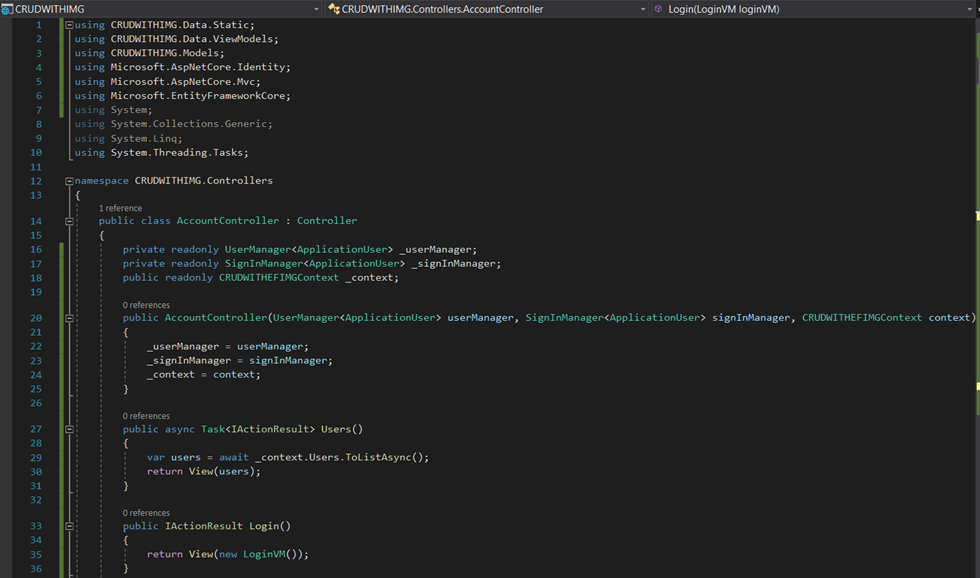 CRUDWITHIMG CRUDWITHIMG.Controllers.AccountController Login(LoginVM loginVM)
1 using CRUDWITHIMG.Data.Static;
2 using CRUDWITHIMG.Data.ViewModels;
3 using CRUDWITHIMG.Models;
4 using Microsoft.AspNetCore.Identity;
5 using Microsoft.AspNetCore.Mvc;
6 using Microsoft.EntityFrameworkCore;
7 using System;
8 using System.Collections.Generic;
9 using System.Linq;
10 using System.Threading.Tasks;
11
12 namespace CRUDWITHIMG.Controllers
13 {
1 reference
14 public class AccountController : Controller
15 {
16 private readonly UserManager<ApplicationUser> _userManager;
17 private readonly SignInManager<ApplicationUser> _signInManager;
18 public readonly CRUDWITHEFIMGContext _context;
19
0 references
20 public AccountController(UserManager<ApplicationUser> userManager, SignInManager<ApplicationUser> signInManager, CRUDWITHEFIMGContext context)
21 {
22 _userManager = userManager;
23 _signInManager = signInManager;
24 _context = context;
25 }
26
0 references
27 public async Task<IActionResult> Users()
28 {
29 var users = await _context.Users.ToListAsync();
30 return View(users);
31 }
32
0 references
33 public IActionResult Login()
34 {
35 return View(new LoginVM());
36 }